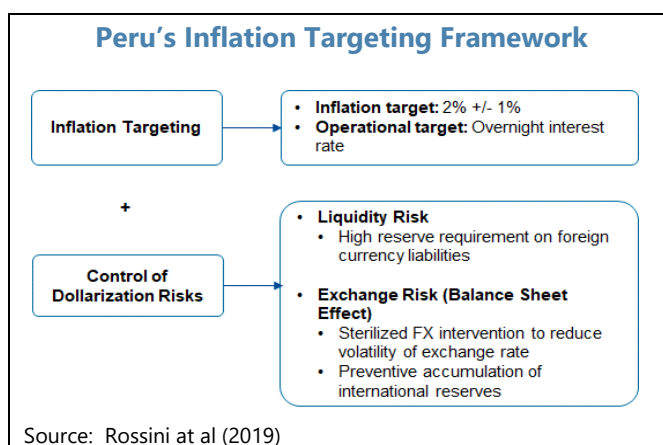 Peru's Inflation Targeting Framework
Inflation Targeting
• Inflation target: 2% +/- 1%
• Operational target: Overnight interest
rate
+
Control of
Dollarization Risks
• Liquidity Risk
• High reserve requirement on foreign
currency liabilities
• Exchange Risk (Balance Sheet
Effect)
• Sterilized FX intervention to reduce
volatility of exchange rate
• Preventive accumulation of
international reserves
Source: Rossini at al (2019)